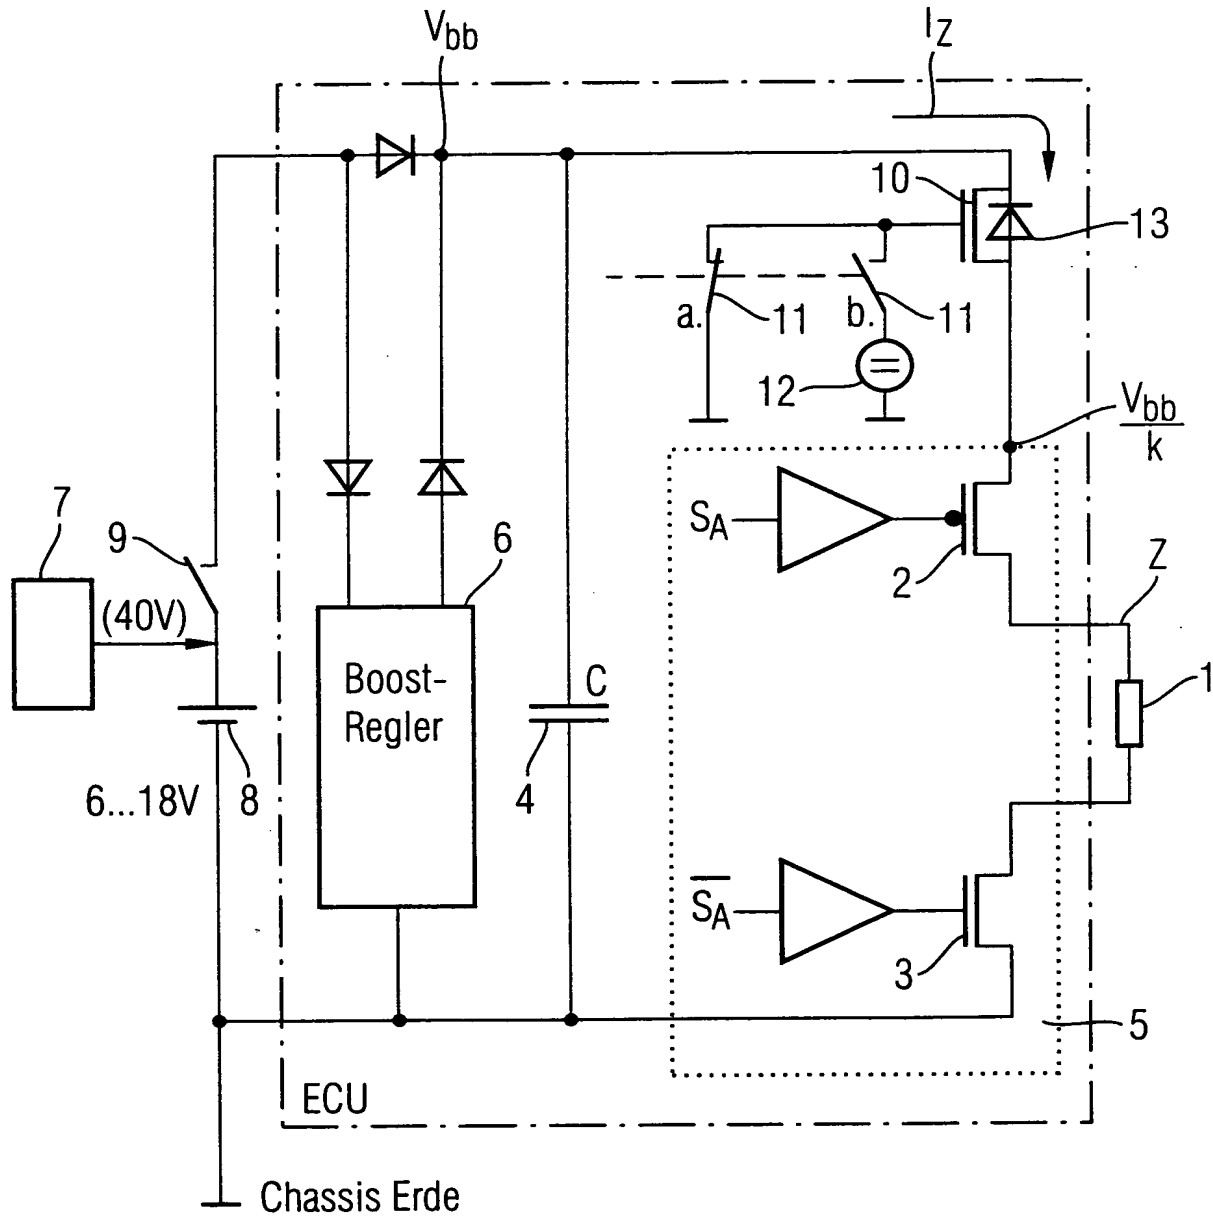 Vbb
IZ
10
13
a.
11
b.
11
12
Vbb
k
7
9
(40V)
6
SA
2
Z
Boost-
Regler
C
1
6...18V
8
4
SA
3
5
ECU
Chassis Erde